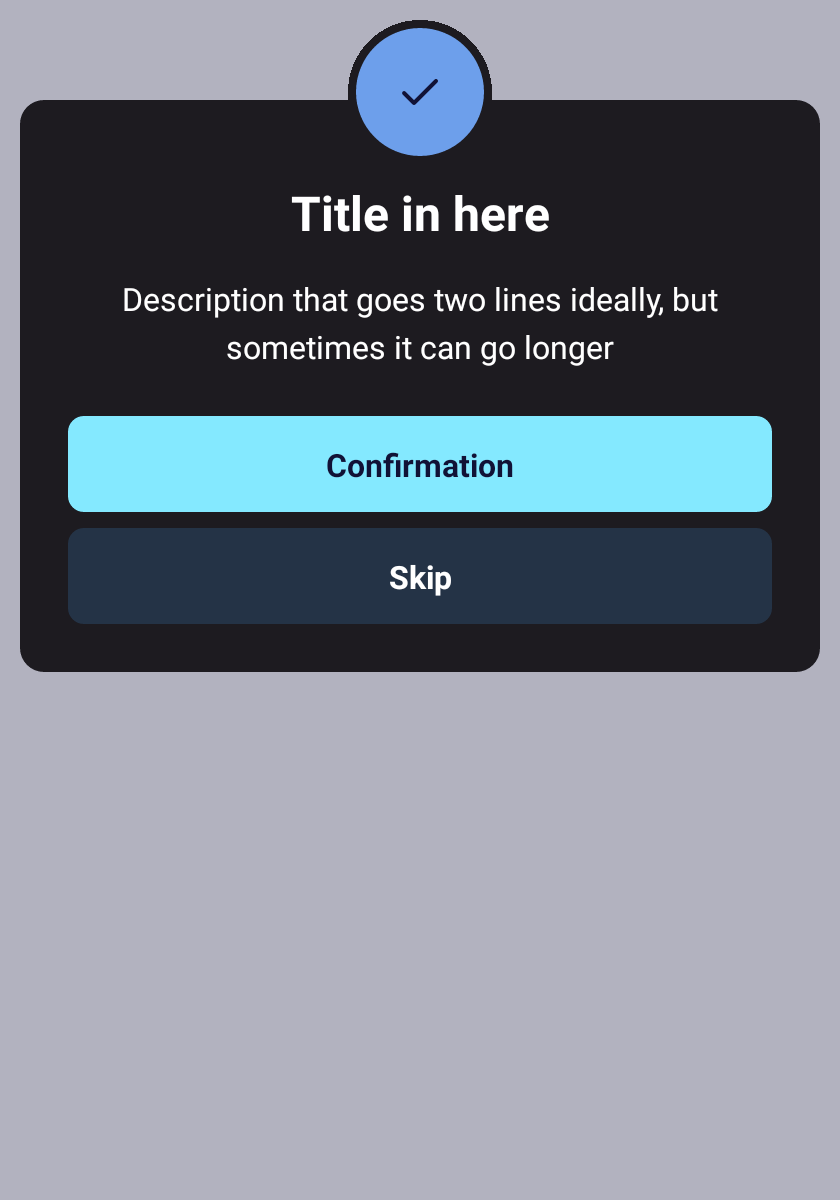 Title in here
Description that goes two lines ideally, but
sometimes it can go longer
Confirmation
Skip